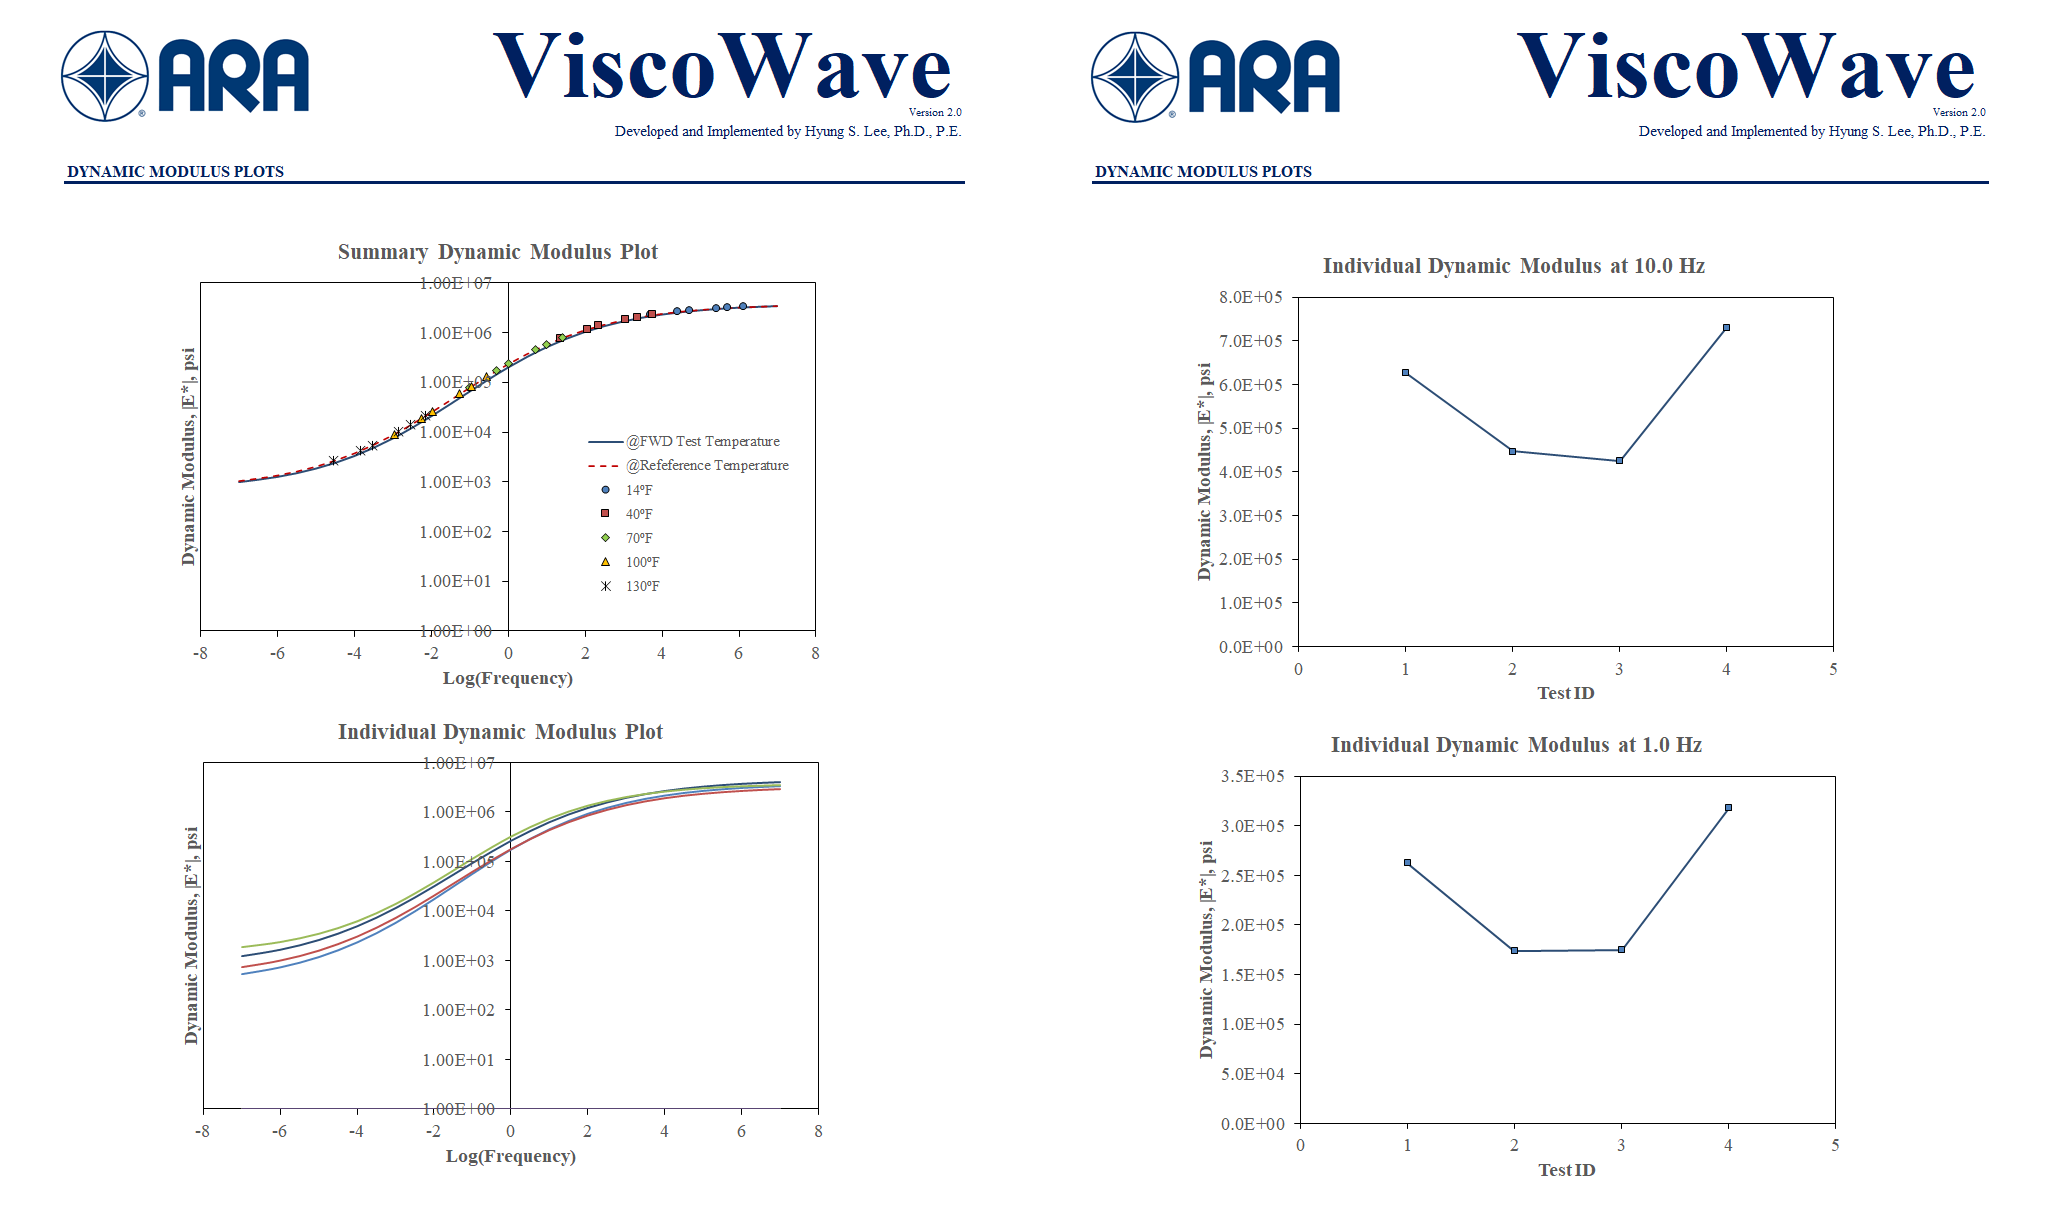 ARA
®
ViscoWave
Version 2.0
Developed and Implemented by Hyung S. Lee, Ph.D., P.E.
DYNAMIC MODULUS PLOTS
Summary Dynamic Modulus Plot
Dynamic Modulus, |E*|, psi
1.00E+07
1.00E+06
1.00E+05
1.00E+04
1.00E+03
1.00E+02
1.00E+01
1.00E+00
@FWD Test Temperature
@Refeference Temperature
14ºF
40ºF
70ºF
100ºF
130ºF
-8 -6 -4 -2 0 2 4 6 8
Log(Frequency)
Individual Dynamic Modulus Plot
Dynamic Modulus, |E*|, psi
1.00E+07
1.00E+06
1.00E+05
1.00E+04
1.00E+03
1.00E+02
1.00E+01
1.00E+00
-8 -6 -4 -2 0 2 4 6 8
Log(Frequency)
ARA
®
ViscoWave
Version 2.0
Developed and Implemented by Hyung S. Lee, Ph.D., P.E.
DYNAMIC MODULUS PLOTS
Individual Dynamic Modulus at 10.0 Hz
Dynamic Modulus, |E*|, psi
8.0E+05
7.0E+05
6.0E+05
5.0E+05
4.0E+05
3.0E+05
2.0E+05
1.0E+05
0.0E+00
0 1 2 3 4 5
Test ID
Individual Dynamic Modulus at 1.0 Hz
Dynamic Modulus, |E*|, psi
3.5E+05
3.0E+05
2.5E+05
2.0E+05
1.5E+05
1.0E+05
5.0E+04
0.0E+00
0 1 2 3 4 5
Test ID